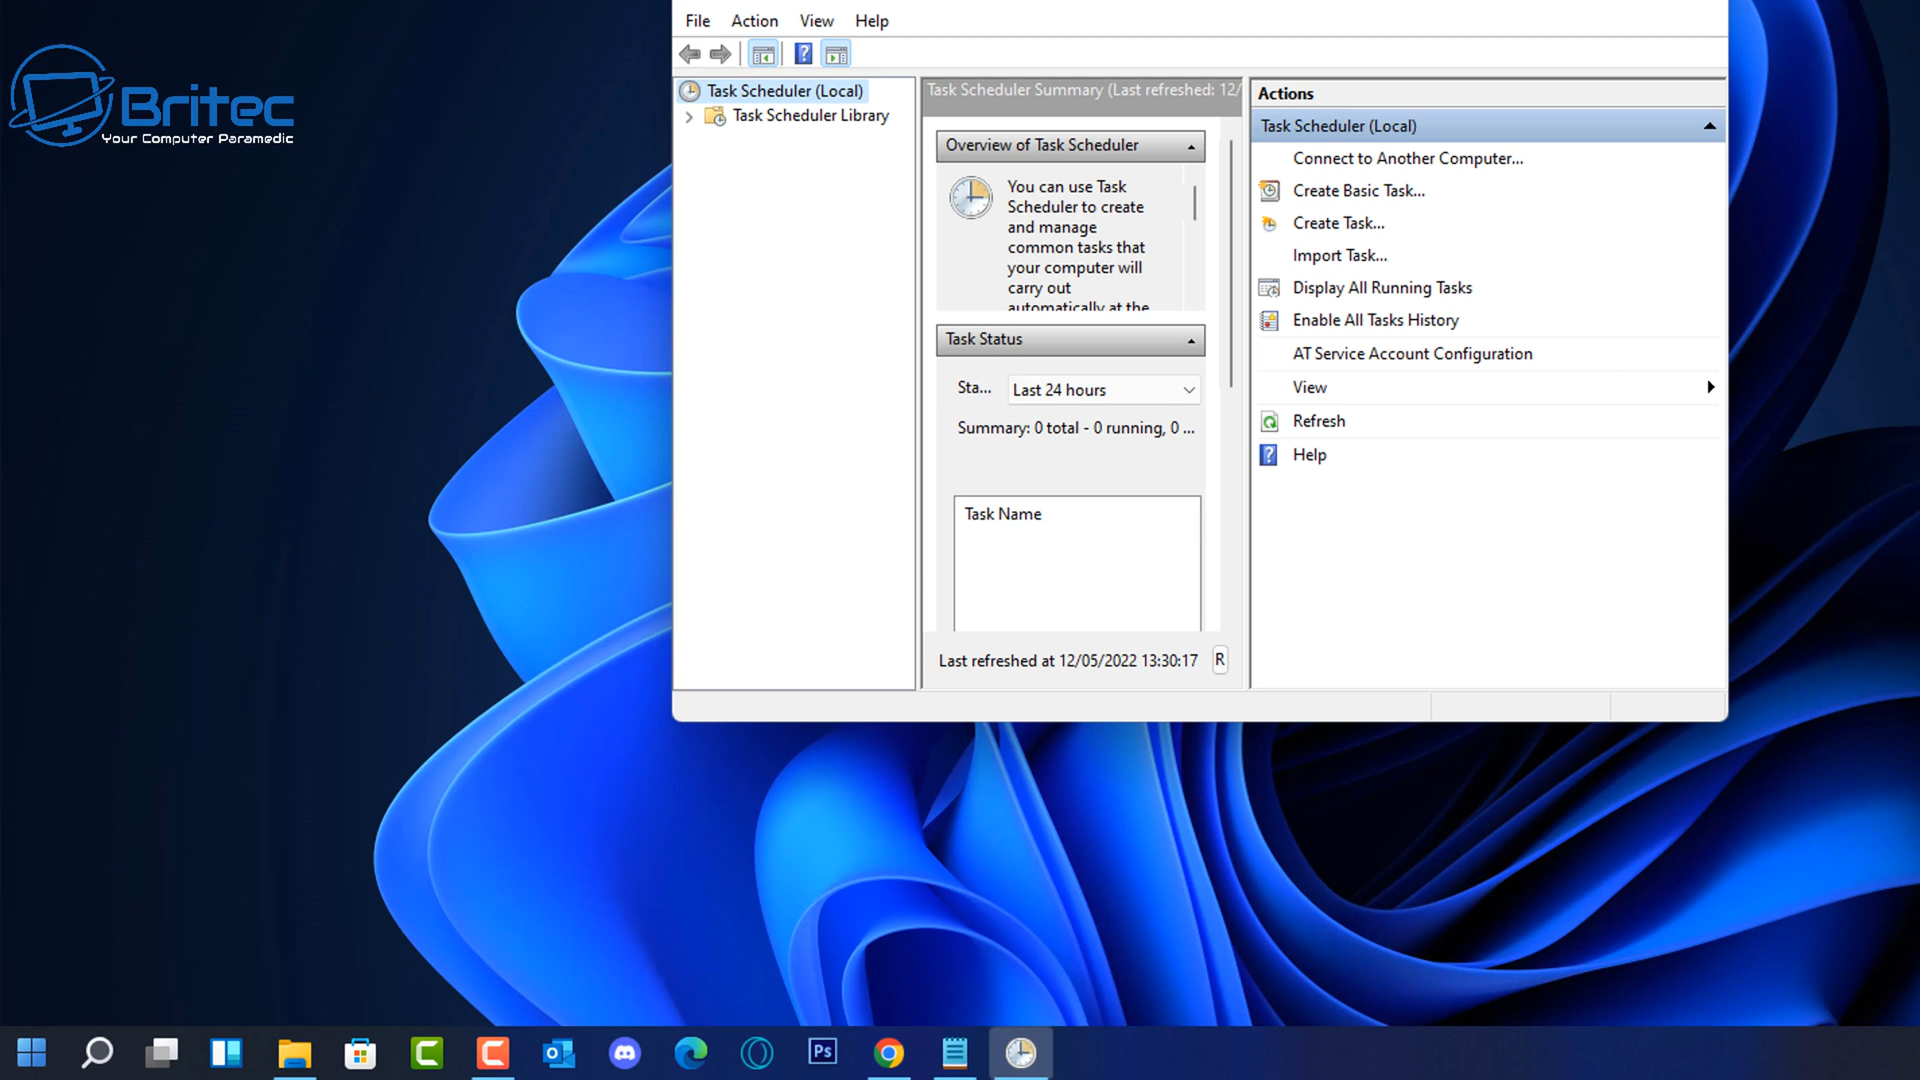 Britec
Your Computer Paramedic
File Action View Help
Task Scheduler (Local)
Task Scheduler Library
Task Scheduler Summary (Last refreshed: 12/
Overview of Task Scheduler
You can use Task
Scheduler to create
and manage
common tasks that
your computer will
carry out
automatically at the
Task Status
Sta...
Last 24 hours
Summary: 0 total - 0 running, 0 ...
Task Name
Last refreshed at 12/05/2022 13:30:17
R
Actions
Task Scheduler (Local)
Connect to Another Computer...
Create Basic Task...
Create Task...
Import Task...
Display All Running Tasks
Enable All Tasks History
AT Service Account Configuration
View
Refresh
Help
Ps